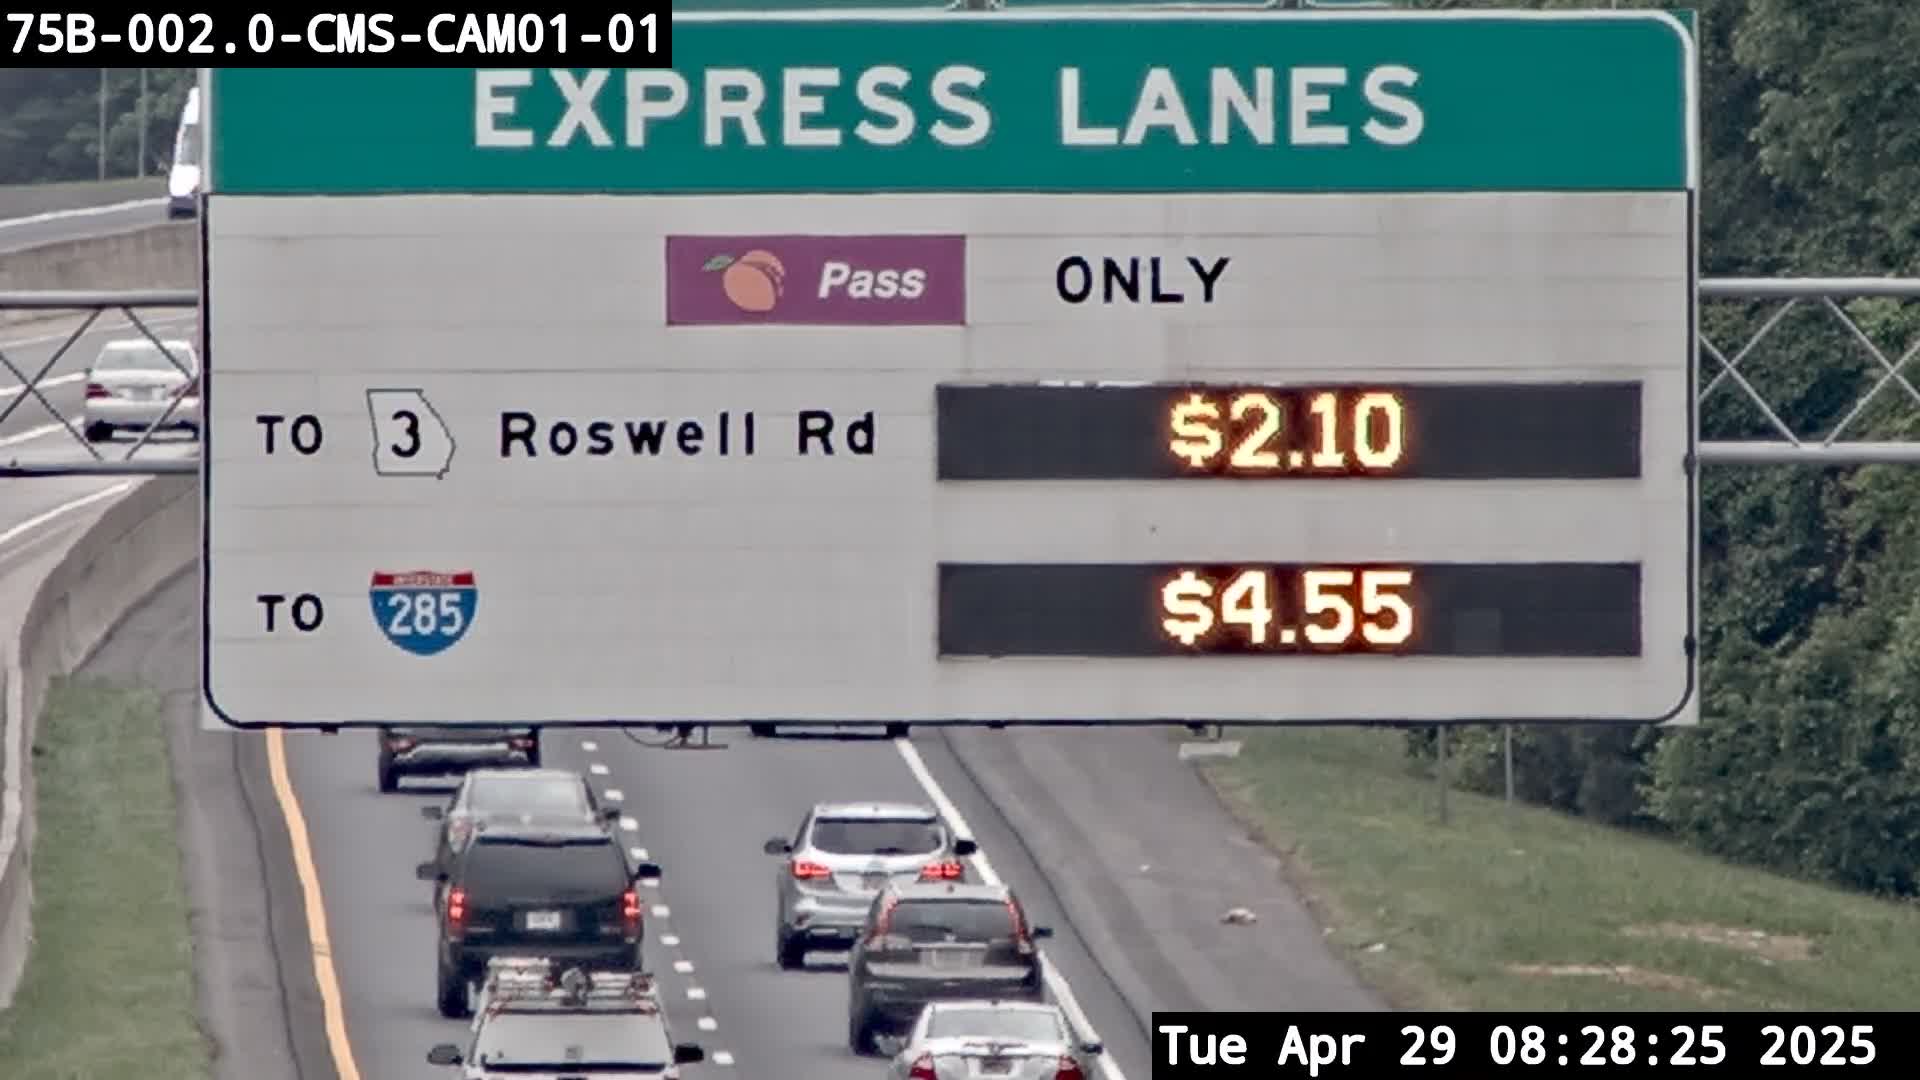 75B-002.0-CMS-CAM01-01
EXPRESS LANES
Pass ONLY
TO 3 Roswell Rd $2.10
TO INTERSTATE 285 $4.55
Tue Apr 29 08:28:25 2025